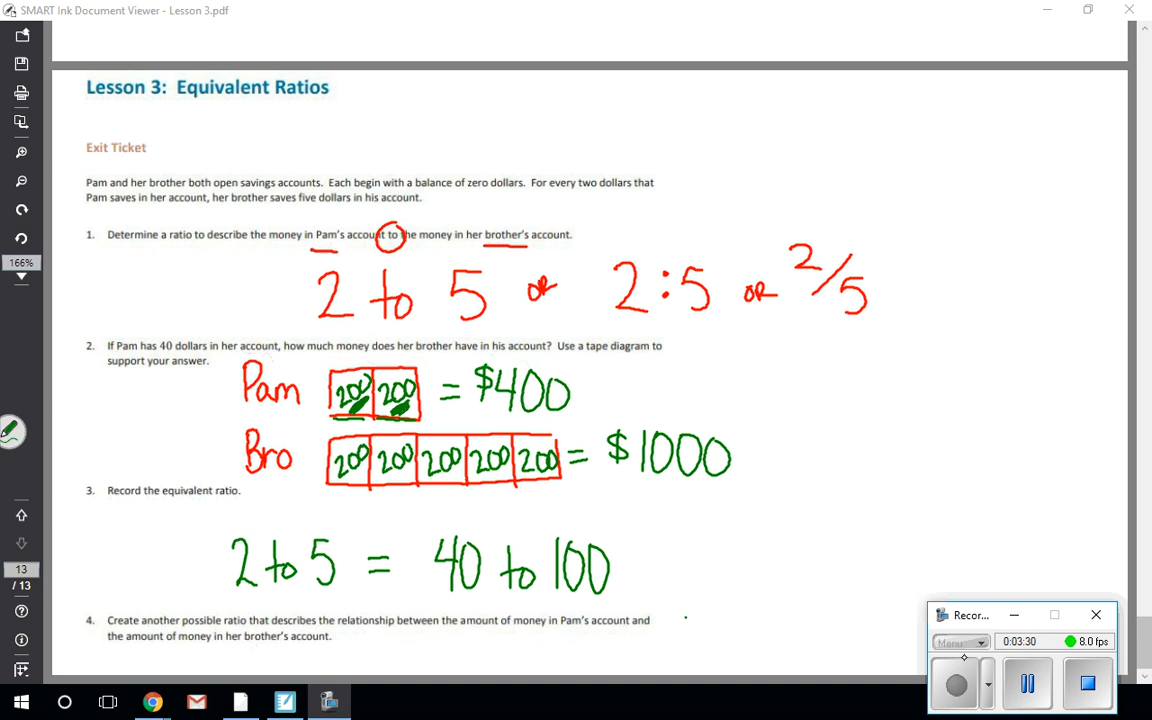 SMART Ink Document Viewer - Lesson 3.pdf
Lesson 3: Equivalent Ratios
Exit Ticket
Pam and her brother both open savings accounts. Each begin with a balance of zero dollars. For every two dollars that
Pam saves in her account, her brother saves five dollars in his account.
1. Determine a ratio to describe the money in Pam's account to the money in her brother's account.
2 to 5 or 2:5 OR 2/5
166%
2. If Pam has 40 dollars in her account, how much money does her brother have in his account? Use a tape diagram to
support your answer.
Pam 200 200 = $400
Bro 200 200 200 200 200 = $1000
3. Record the equivalent ratio.
2 to 5 = 40 to 100
13
/ 13
4. Create another possible ratio that describes the relationship between the amount of money in Pam's account and
the amount of money in her brother's account.
Recor...
Menu 0:03:30 8.0 fps